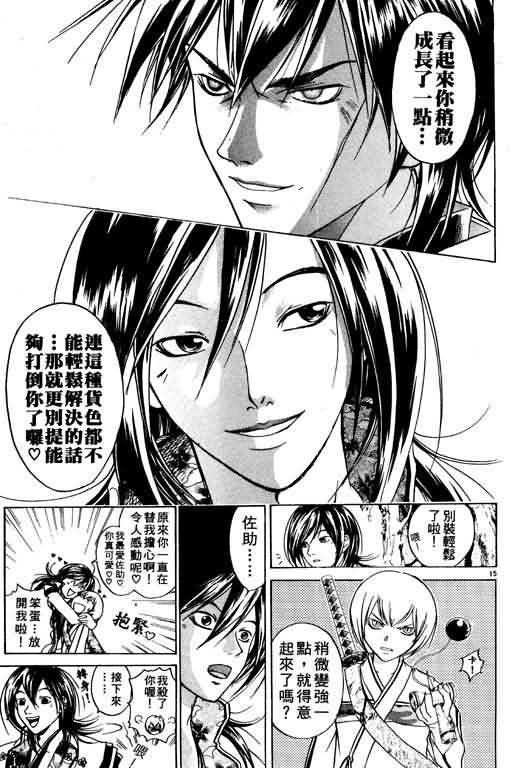 看起來你稍微
成長了一點…
連這種貨色都不
能輕鬆解決的話
…那就更別提能
夠打倒你了囉♡
別裝輕鬆
了啦！
喂
15
稍微變強一
點，就得意
起來了嗎？
佐助…
原來你一直在
替我擔心啊！
令人感動呢♡
我最愛佐助
你真可愛♥
抱緊♡
笨蛋…放
開我啦！
我殺了
你喔！
喂
接下來
轉身